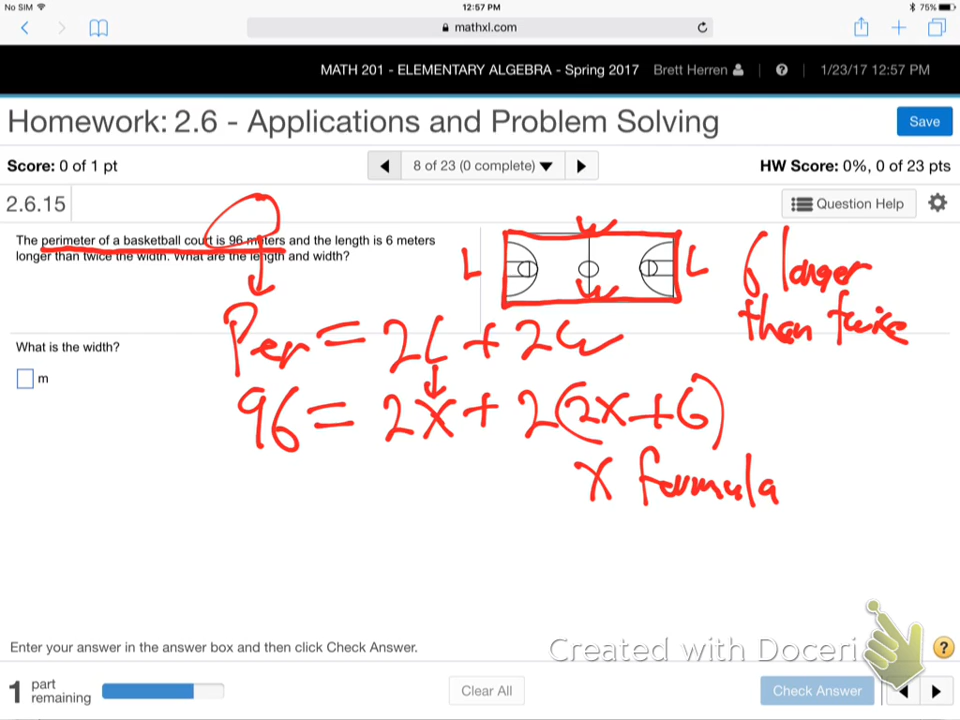 No SIM 12:57 PM 75%
mathxl.com
MATH 201 - ELEMENTARY ALGEBRA - Spring 2017 Brett Herren ? 1/23/17 12:57 PM
Homework: 2.6 - Applications and Problem Solving Save
Score: 0 of 1 pt 8 of 23 (0 complete) HW Score: 0%, 0 of 23 pts
2.6.15 Question Help
The perimeter of a basketball court is 96 meters and the length is 6 meters
longer than twice the width. What are the length and width?
W
L L
W
6 longer
than twice
Per = 2L + 2W
What is the width?
m
96 = 2x + 2(2x+6)
x formula
Enter your answer in the answer box and then click Check Answer.
Created with Doceri
?
1 part
remaining
Clear All Check Answer